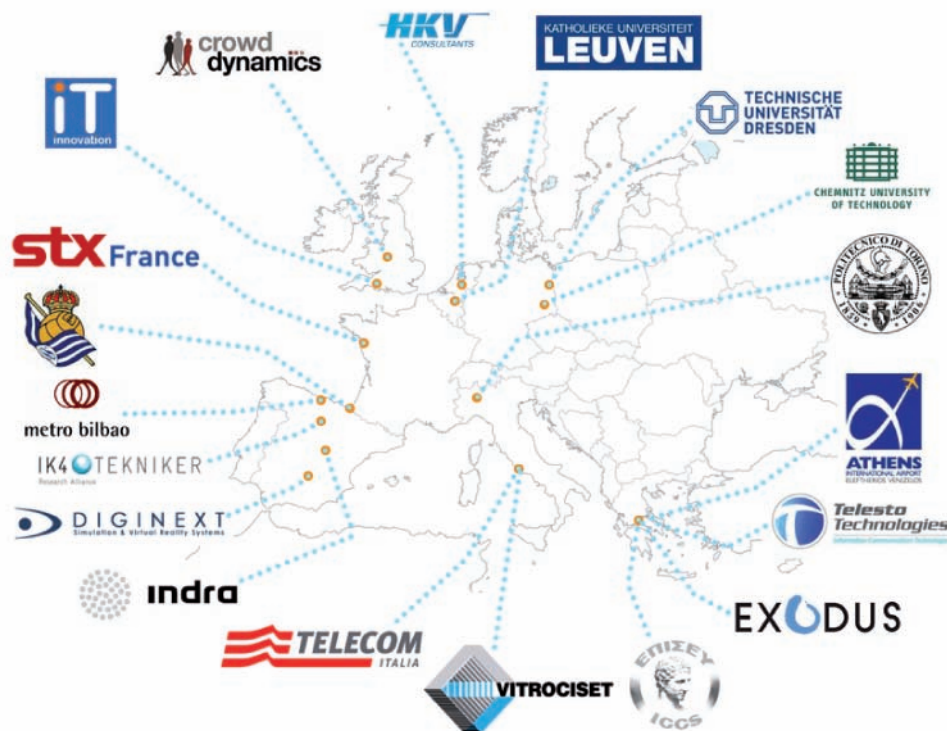 HKV
CONSULTANTS
KATHOLIEKE UNIVERSITEIT
LEUVEN
crowd
dynamics
iT
innovation
TECHNISCHE
UNIVERSITÄT
DRESDEN
CHEMNITZ UNIVERSITY
OF TECHNOLOGY
stx France
POLITECNICO DI TORINO
1859 1906
metro bilbao
IK4 TEKNIKER
Research Alliance
ATHENS
INTERNATIONAL AIRPORT
ELEFTHERIOS VENIZELOS
DIGINEXT
Simulation & Virtual Reality Systems
Telesto
Technologies
indra
EXODUS
TELECOM
ITALIA
VITROCISET
ΕΠΙΣΕΥ
ICCS